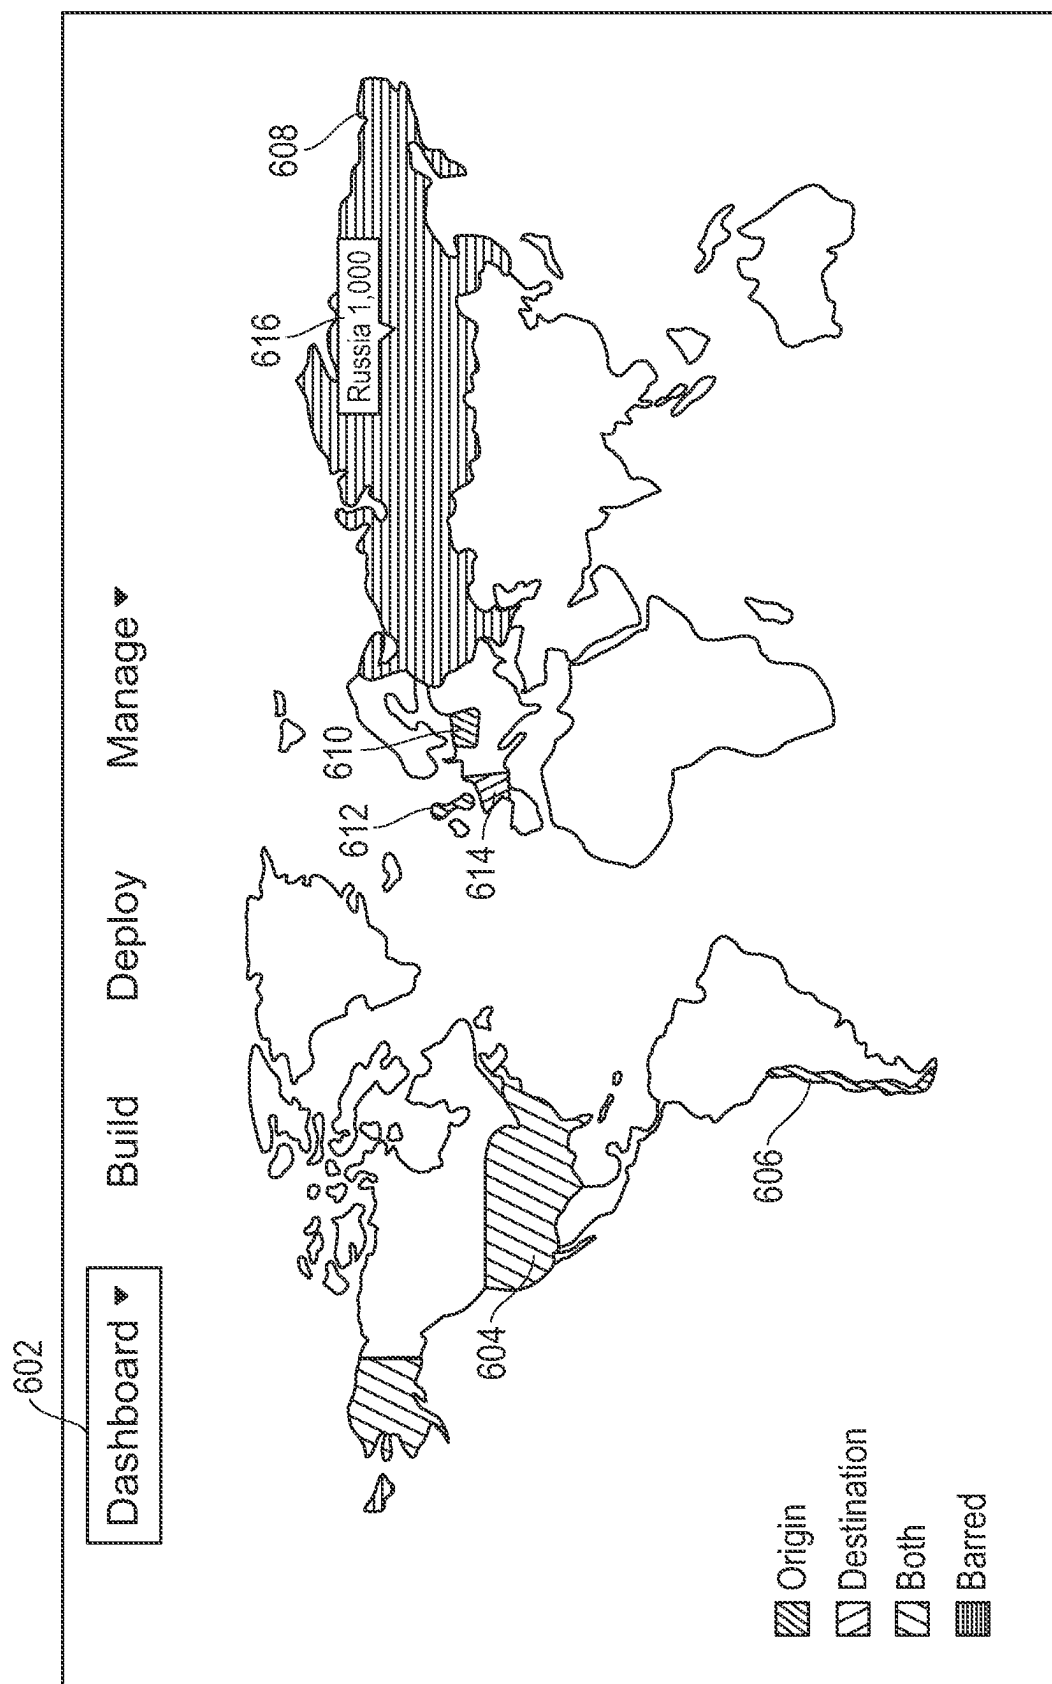 602
Dashboard ▼
Build
Deploy
Manage ▼
616
608
Russia 1,000
610
612
614
604
606
Origin
Destination
Both
Barred